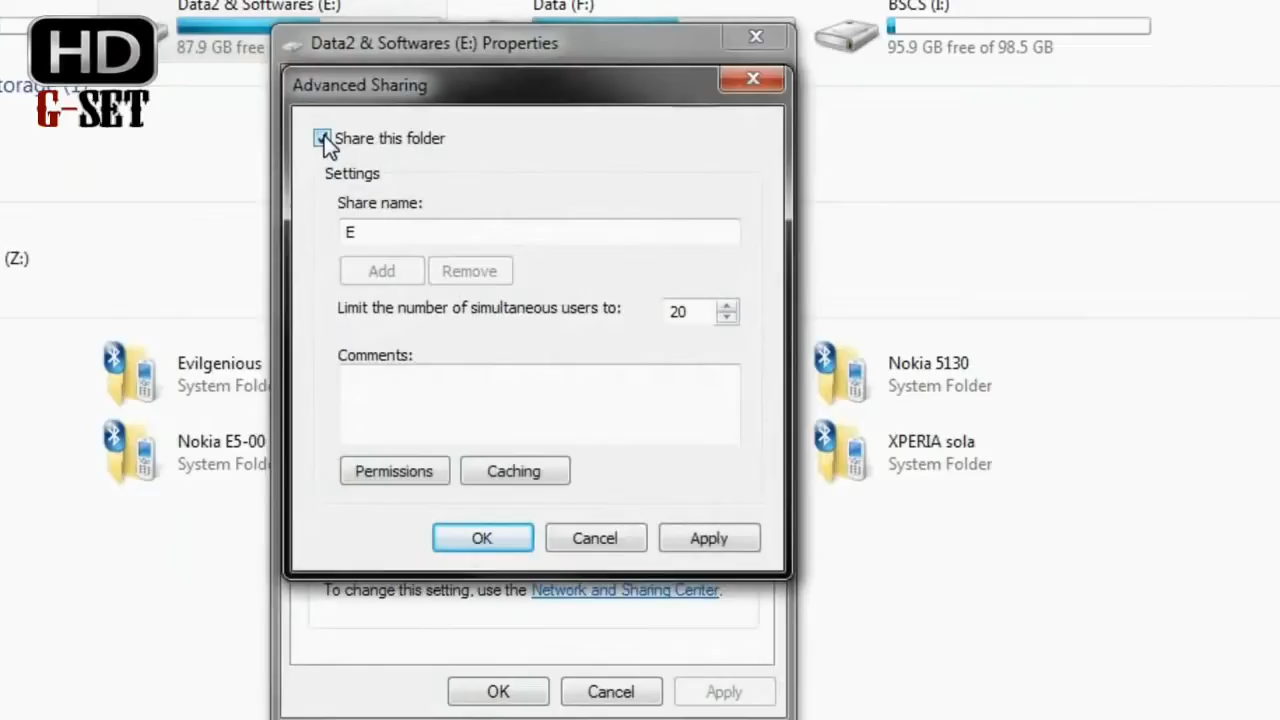 Data2 & Softwares (E:)
Data (F:)
BSCS (I:)
87.9 GB free
95.9 GB free of 98.5 GB
HD
G-SET
Data2 & Softwares (E:) Properties
Advanced Sharing
Share this folder
Settings
Share name:
E
Add
Remove
Limit the number of simultaneous users to:
20
Comments:
Permissions
Caching
OK
Cancel
Apply
(Z:)
Evilgenious
System Folde
Nokia E5-00
System Folde
Nokia 5130
System Folder
XPERIA sola
System Folder
To change this setting, use the Network and Sharing Center.
OK
Cancel
Apply